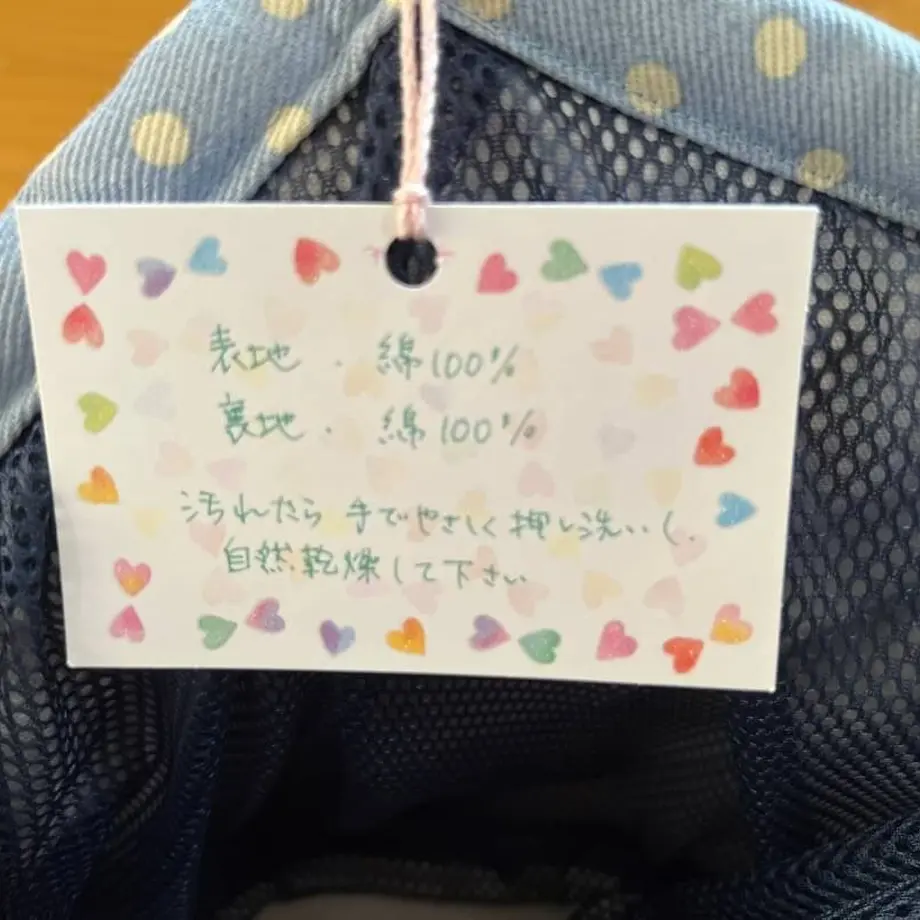 表地 . 綿100%
裏地 . 綿100%
汚れたら 手でやさしく押し洗いし、
自然乾燥して下さい